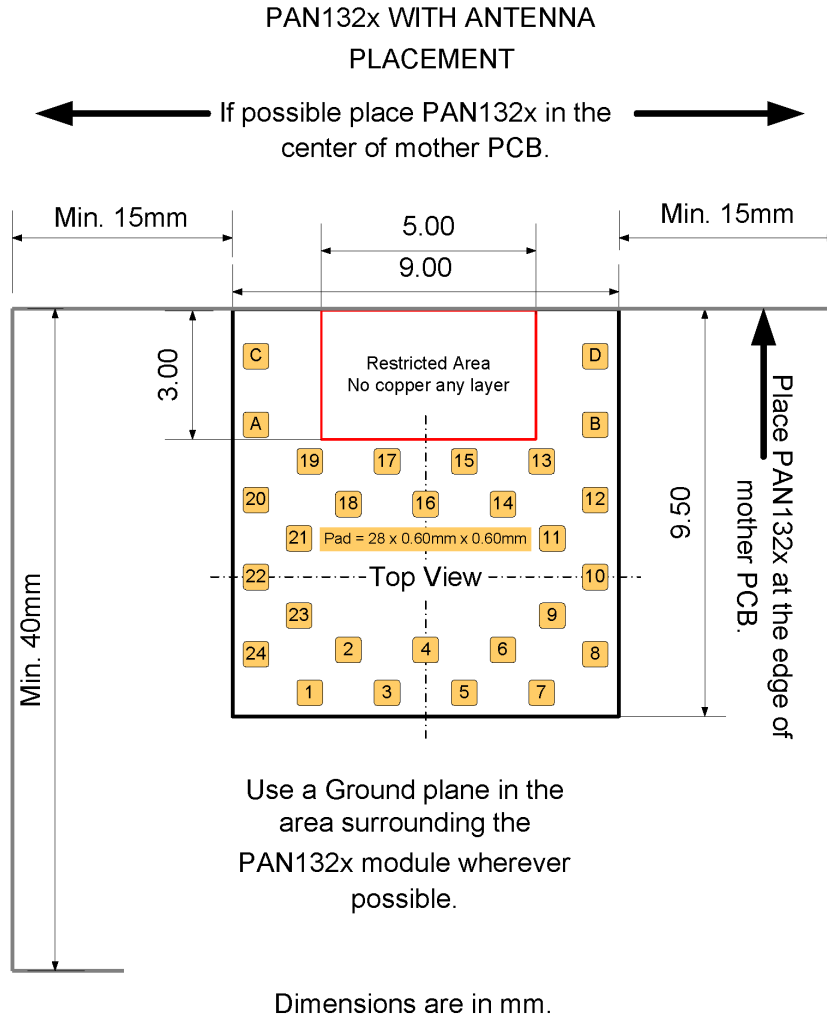 PAN132x WITH ANTENNA
PLACEMENT
If possible place PAN132x in the
center of mother PCB.
Min. 15mm
5.00
Min. 15mm
9.00
3.00
Restricted Area
No copper any layer
C
D
A
B
19
17
15
13
20
18
16
14
12
21
Pad = 28 x 0.60mm x 0.60mm
11
22
Top View
10
23
9
24
2
4
6
8
1
3
5
7
9.50
Place PAN132x at the edge of
mother PCB.
Min. 40mm
Use a Ground plane in the
area surrounding the
PAN132x module wherever
possible.
Dimensions are in mm.